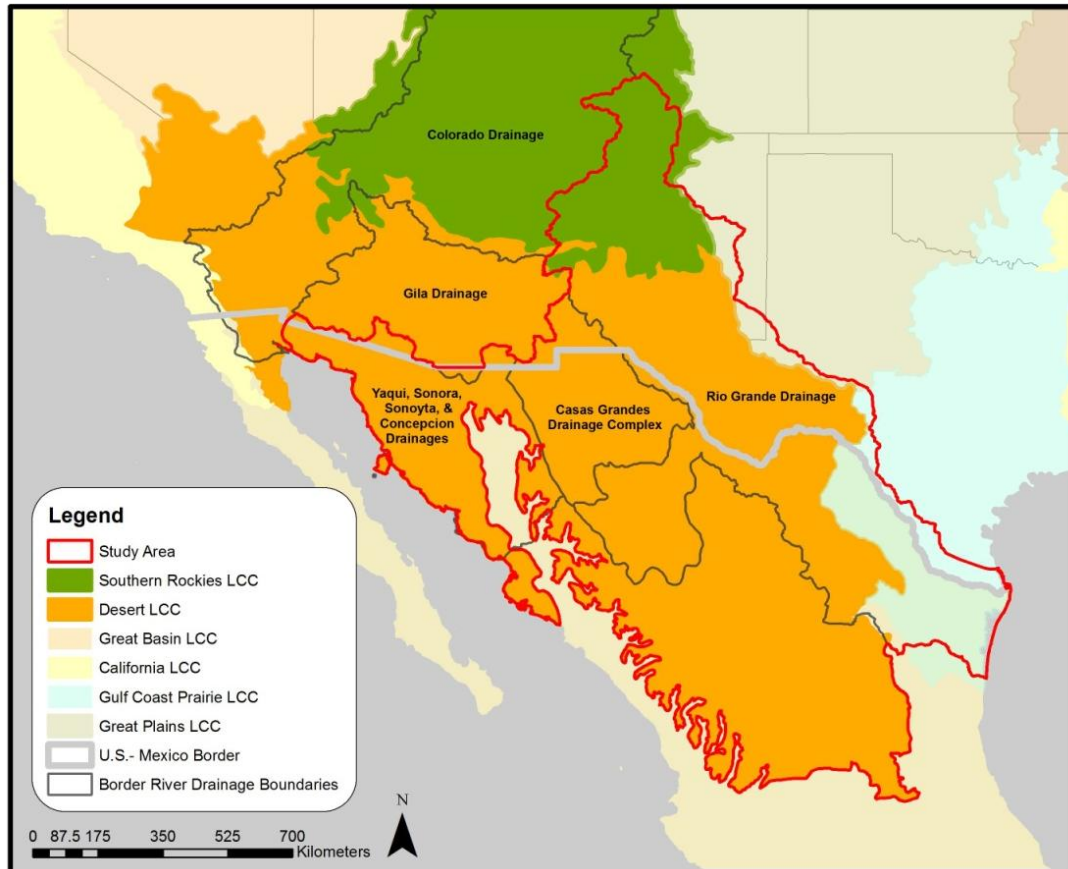 Colorado Drainage
Gila Drainage
Rio Grande Drainage
Yaqui, Sonora,
Sonoyta, &
Concepcion
Drainages
Casas Grandes
Drainage Complex
Legend
Study Area
Southern Rockies LCC
Desert LCC
Great Basin LCC
California LCC
Gulf Coast Prairie LCC
Great Plains LCC
U.S.- Mexico Border
Border River Drainage Boundaries
N
0 87.5 175 350 525 700
Kilometers